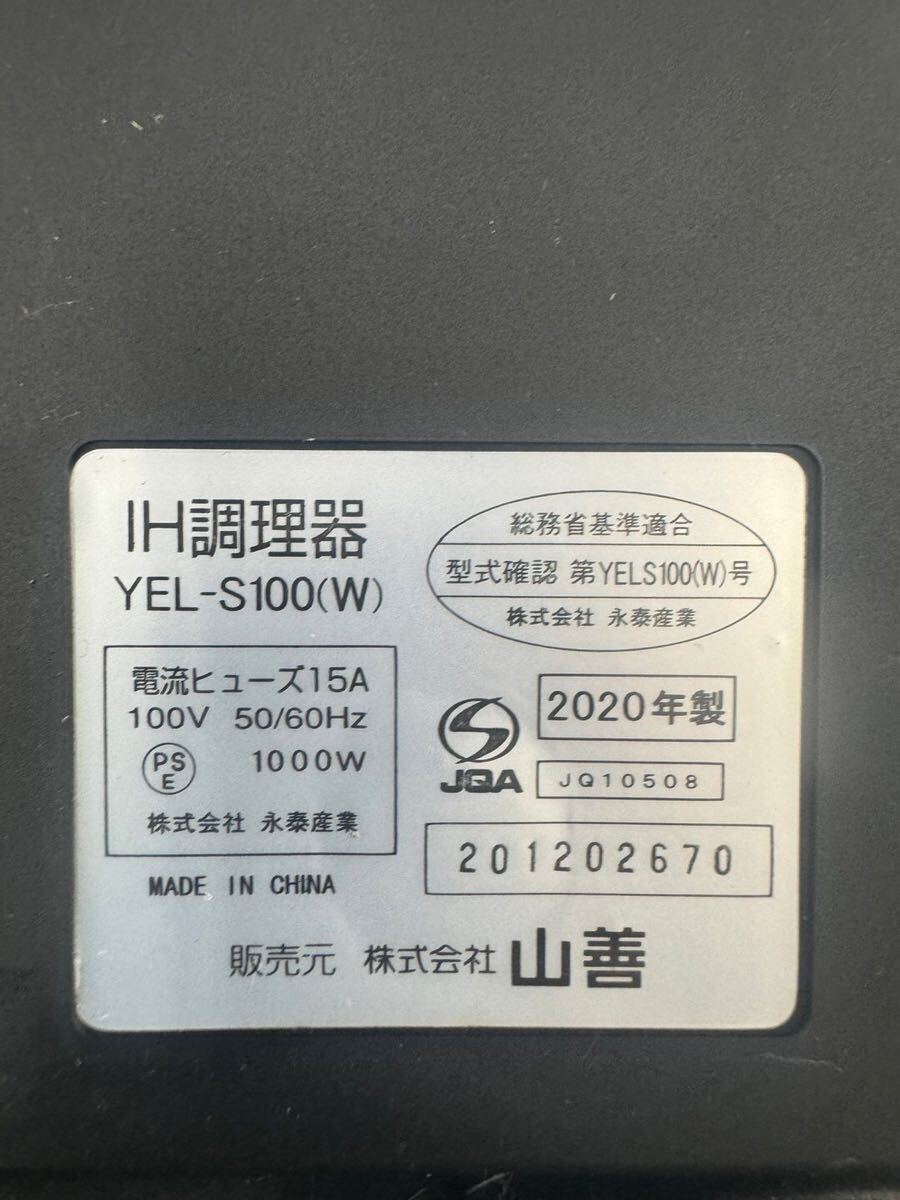 IH調理器
YEL-S100(W)
総務省基準適合
型式確認 第YELS100(W)号
株式会社 永泰産業
電流ヒューズ15A
100V 50/60Hz
PS
E
1000W
株式会社 永泰産業
MADE IN CHINA
JQA
2020年製
JQ10508
201202670
販売元 株式会社 山善